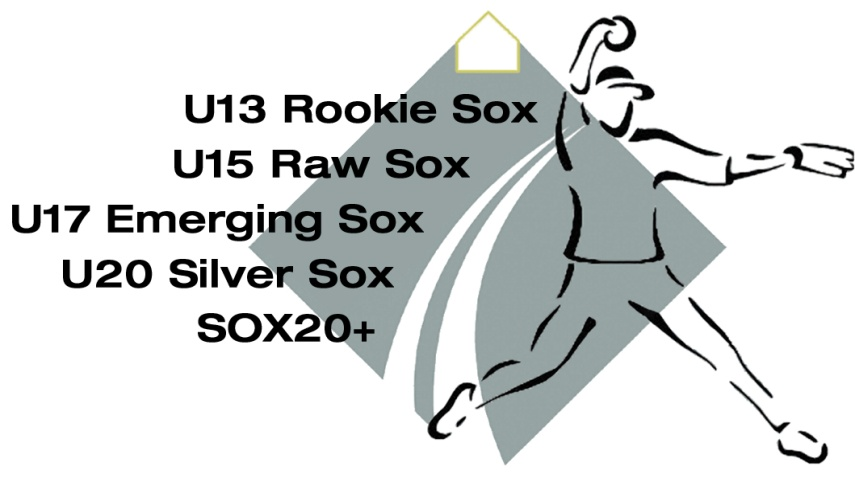 U13 Rookie Sox
U15 Raw Sox
U17 Emerging Sox
U20 Silver Sox
SOX20+